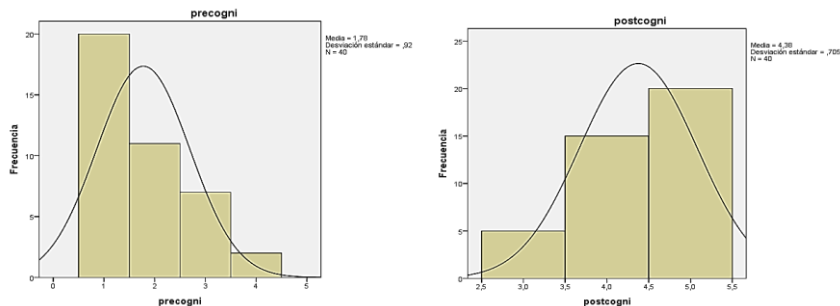 precogni
Media = 1,78
Desviación estándar = ,92
N = 40
20
15
10
5
0
Frecuencia
0 1 2 3 4 5
precogni
postcogni
Media = 4,38
Desviación estándar = ,705
N = 40
25
20
15
10
5
0
Frecuencia
2,5 3,0 3,5 4,0 4,5 5,0 5,5
postcogni